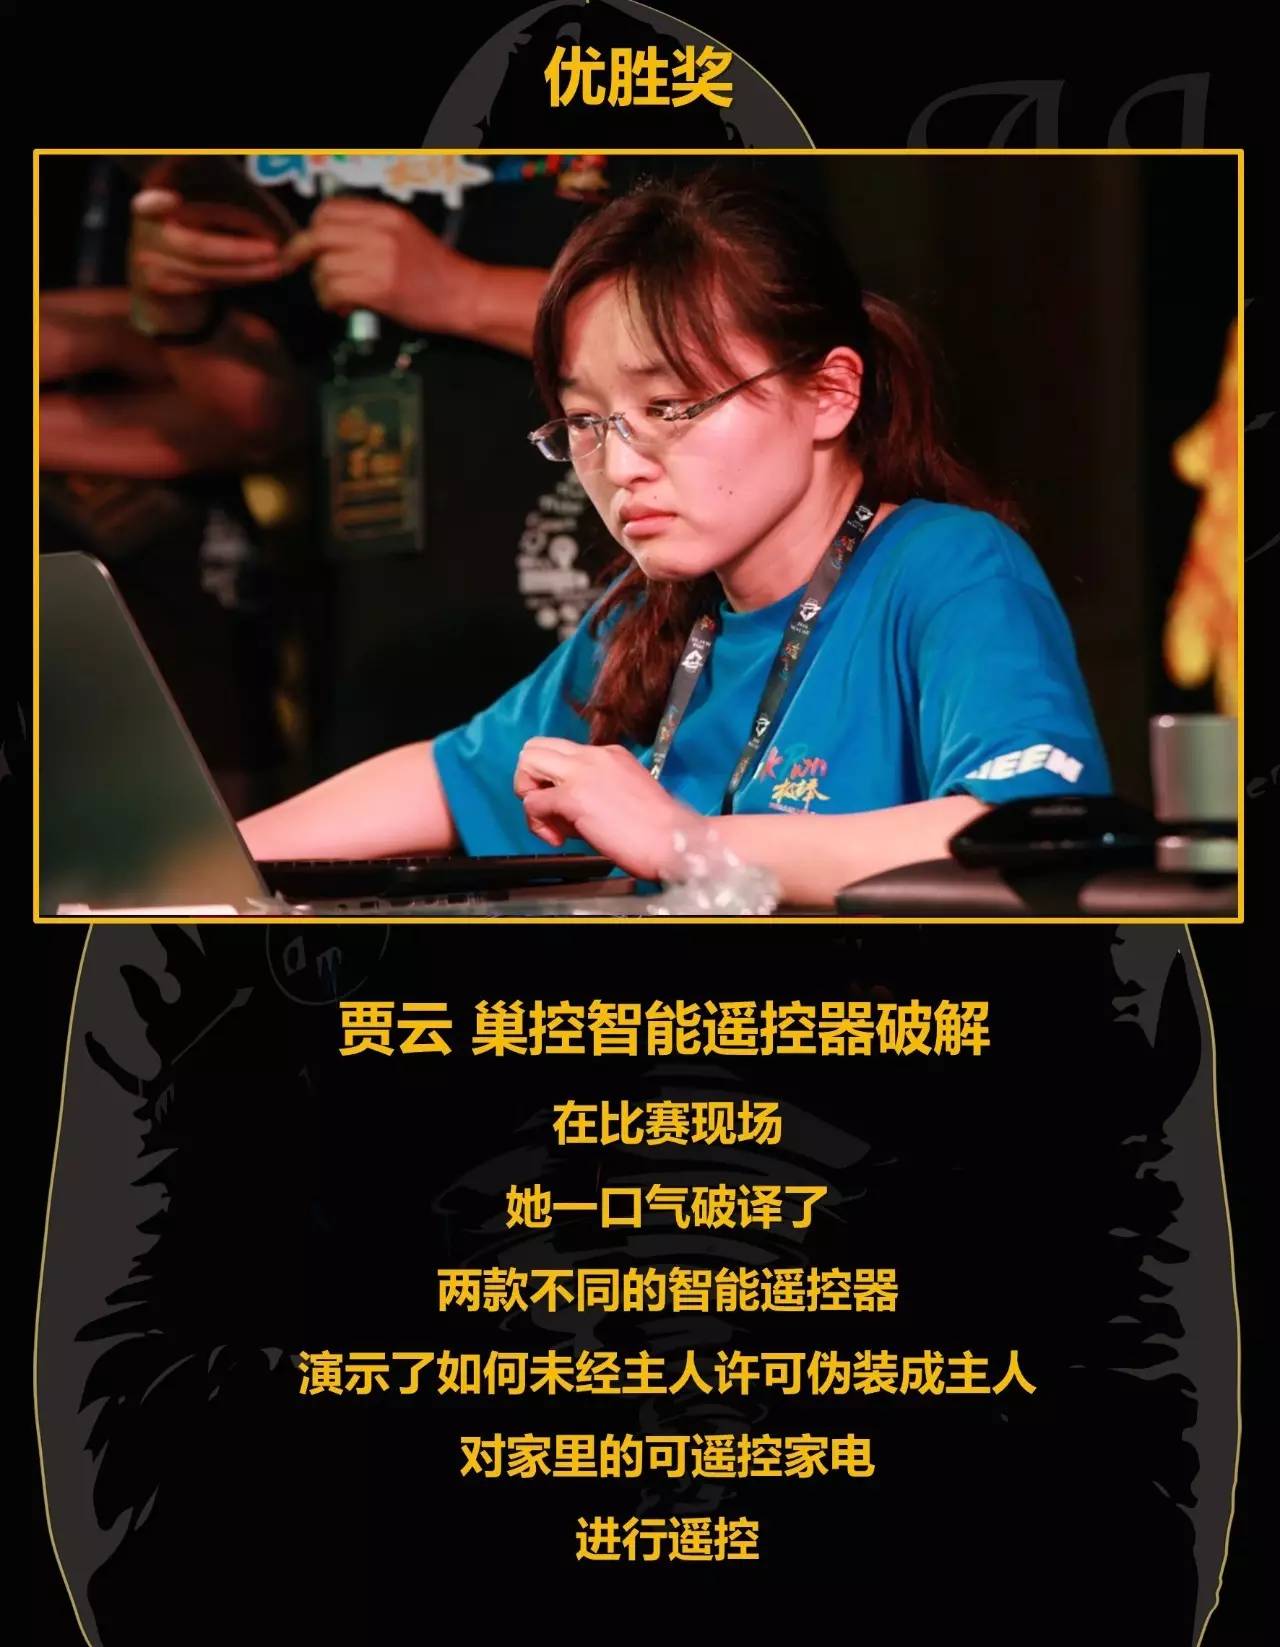 优胜奖
极棒
贾云 巢控智能遥控器破解
在比赛现场
她一口气破译了
两款不同的智能遥控器
演示了如何未经主人许可伪装成主人
对家里的可遥控家电
进行遥控